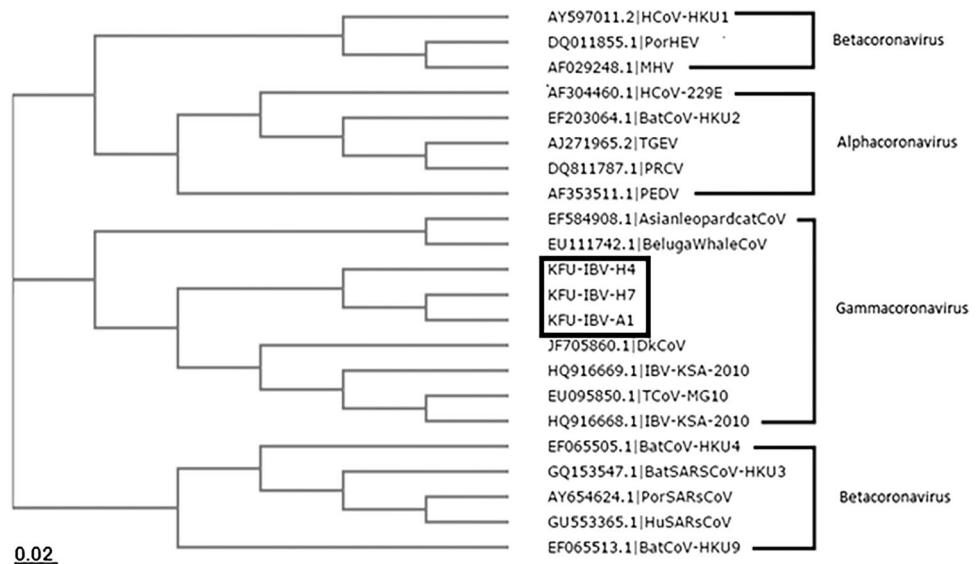 AY597011.2|HCoV-HKU1
DQ011855.1|PorHEV
Betacoronavirus
AF029248.1|MHV
AF304460.1|HCoV-229E
EF203064.1|BatCoV-HKU2
AJ271965.2|TGEV
Alphacoronavirus
DQ811787.1|PRCV
AF353511.1|PEDV
EF584908.1|AsianleopardcatCoV
EU111742.1|BelugaWhaleCoV
KFU-IBV-H4
KFU-IBV-H7
Gammacoronavirus
KFU-IBV-A1
JF705860.1|DkCoV
HQ916669.1|IBV-KSA-2010
EU095850.1|TCoV-MG10
HQ916668.1|IBV-KSA-2010
EF065505.1|BatCoV-HKU4
GQ153547.1|BatSARSCoV-HKU3
AY654624.1|PorSARsCoV
Betacoronavirus
GU553365.1|HuSARsCoV
EF065513.1|BatCoV-HKU9
0.02